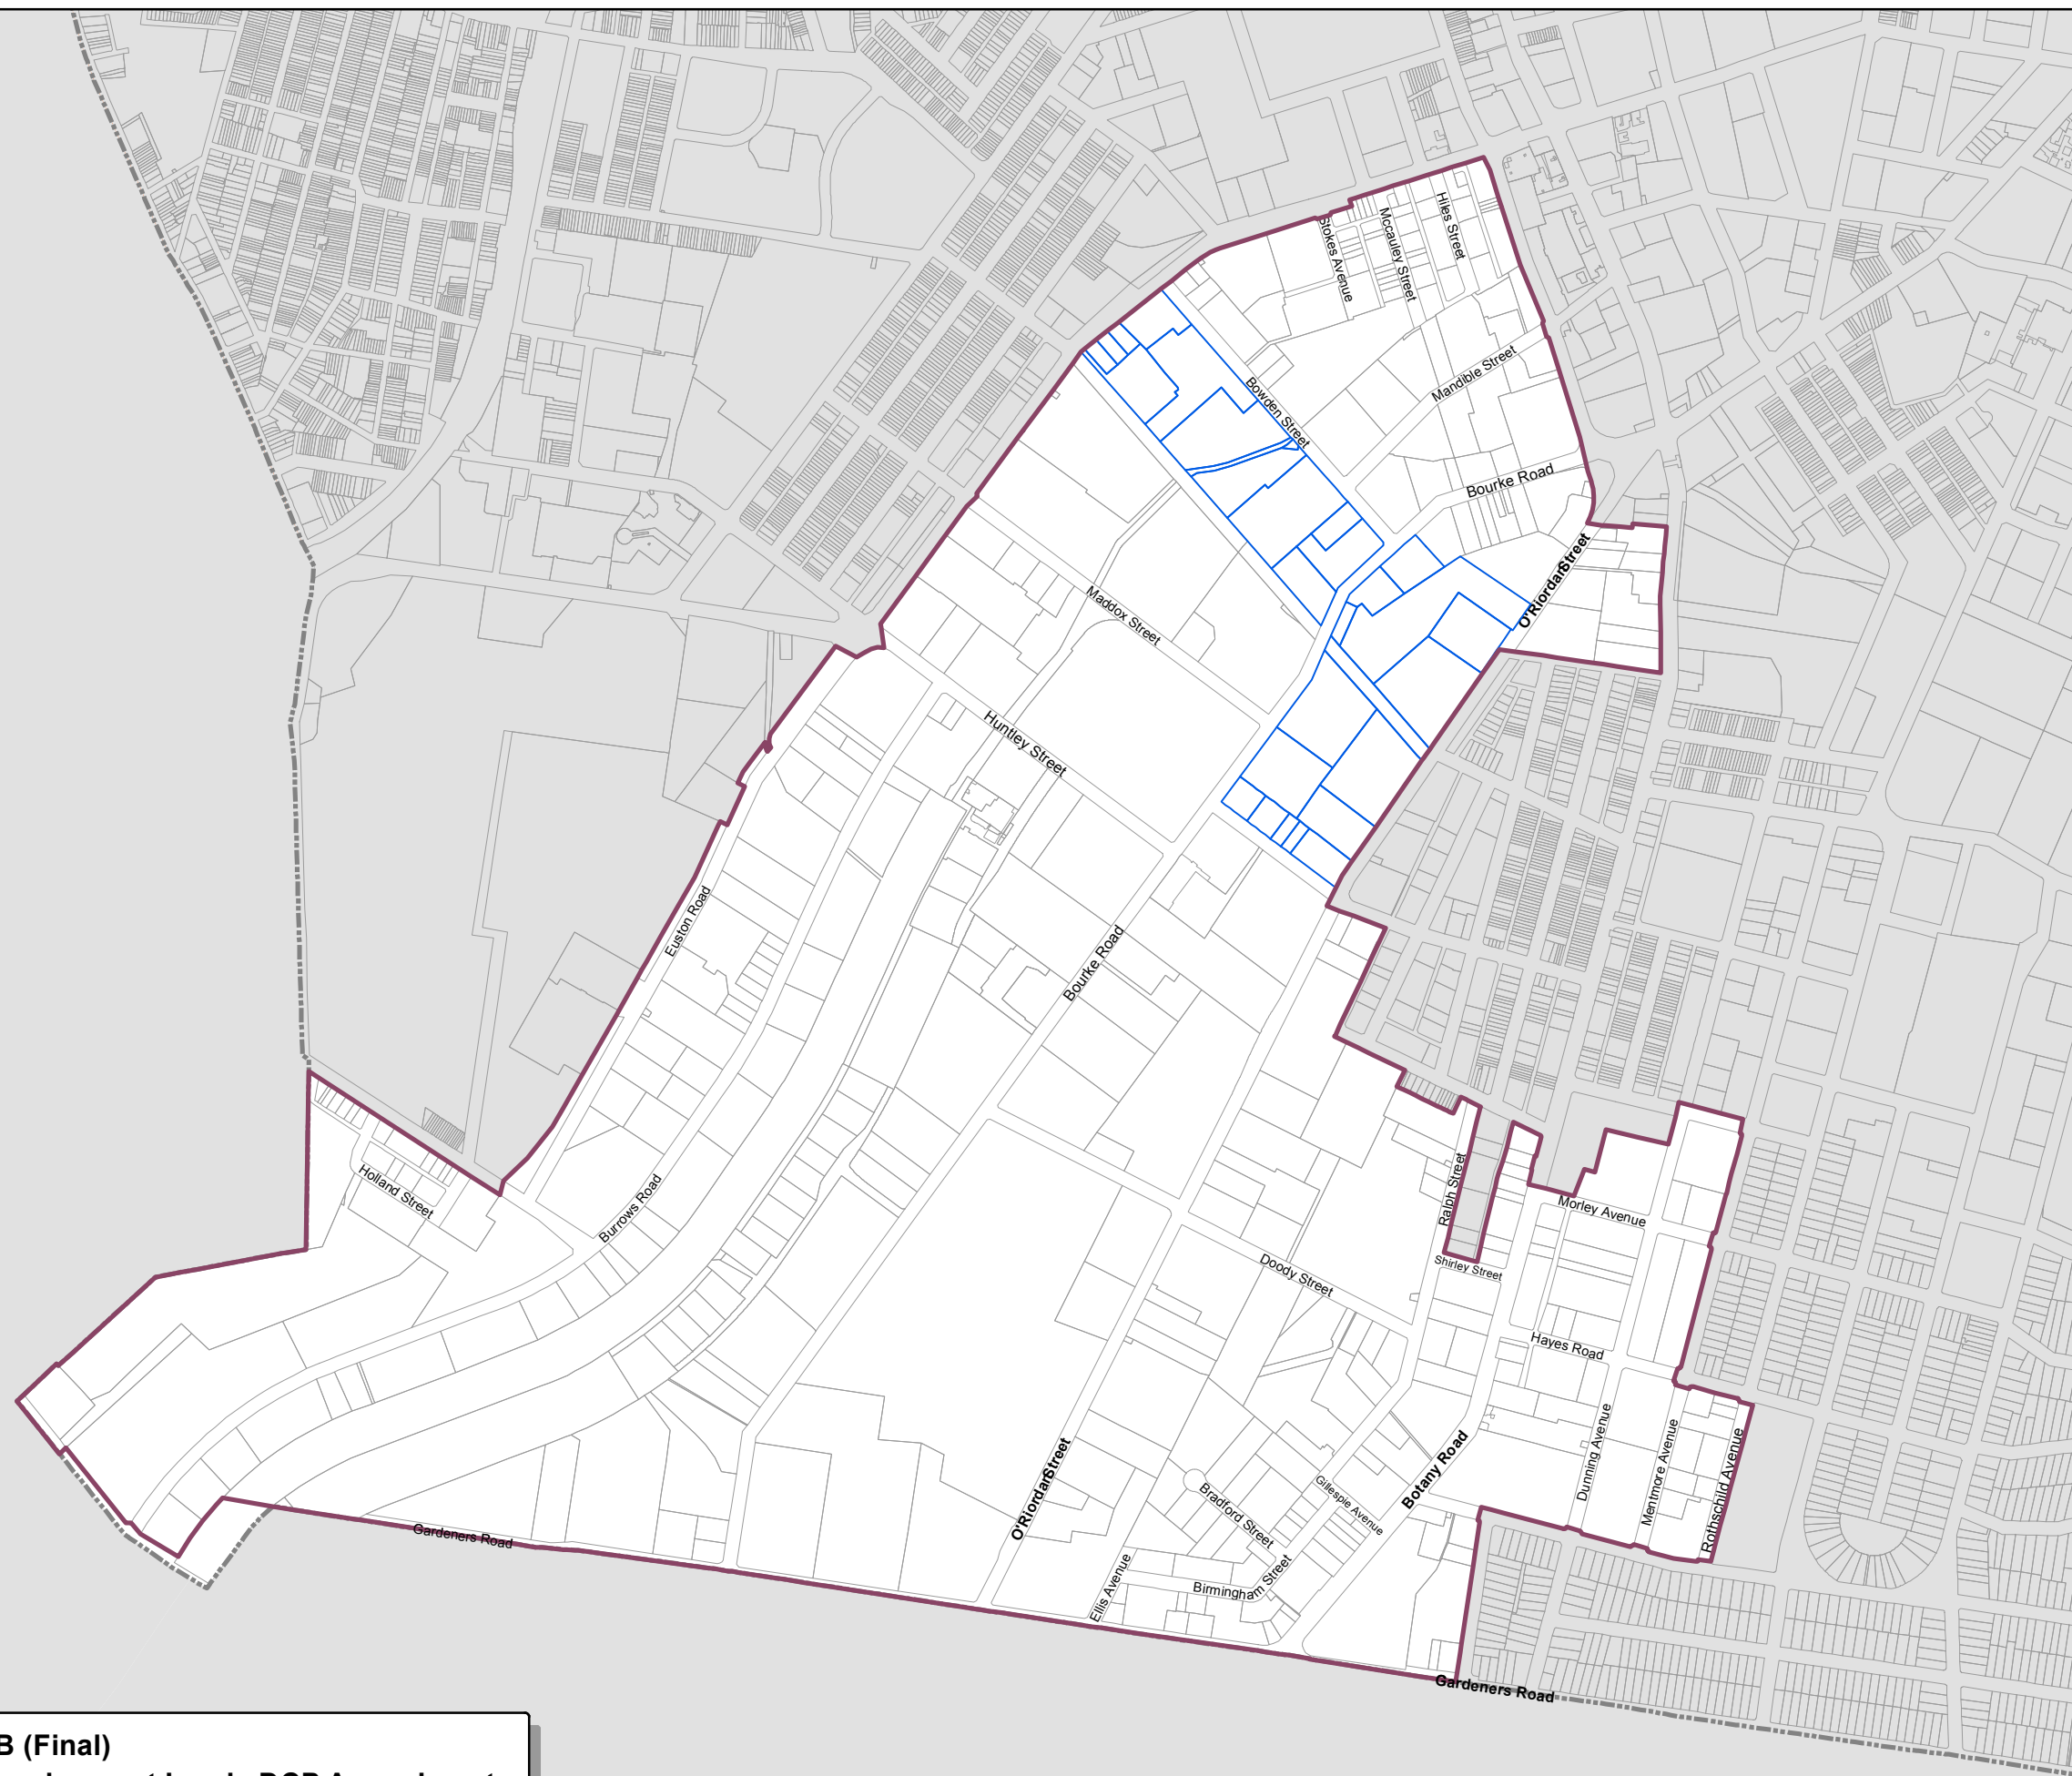 Stokes Avenue
Mccauley Street
Hiles Street
Mandible Street
Bowden Street
Bourke Road
O'Riordan Street
Maddox Street
Huntley Street
Euston Road
Bourke Road
Holland Street
Burrows Road
Ralph Street
Morley Avenue
Shirley Street
Doody Street
Hayes Road
Dunning Avenue
Mentmore Avenue
Rothschild Avenue
Botany Road
O'Riordan Street
Gillespie Avenue
Bradford Street
Birmingham Street
Ellis Avenue
Gardeners Road
Gardeners Road
B (Final)